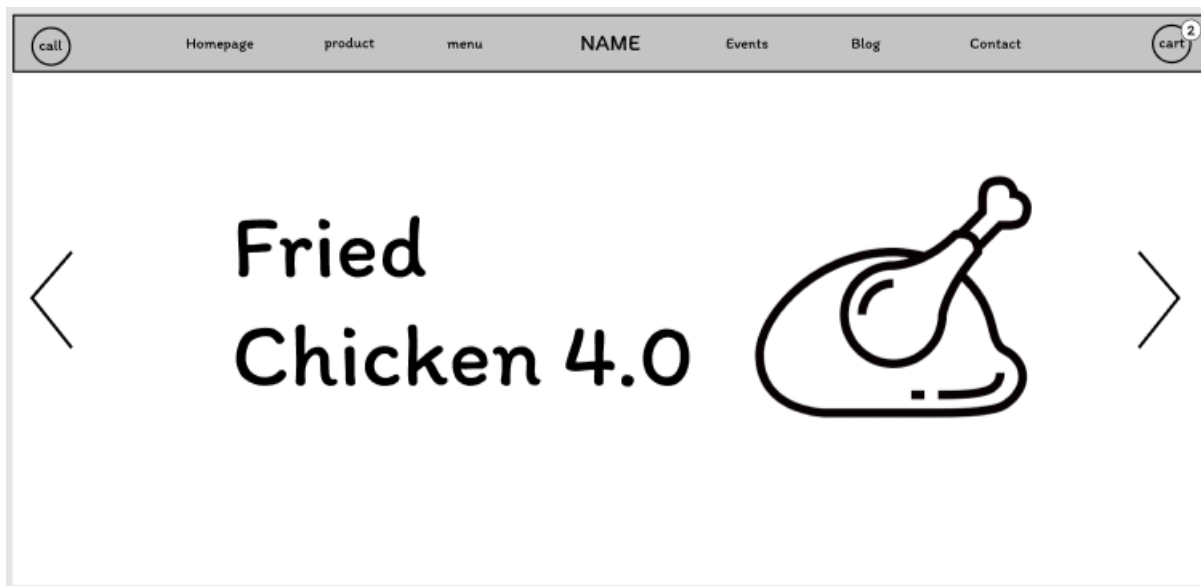 call Homepage product menu NAME Events Blog Contact cart 2
Fried
Chicken 4.0